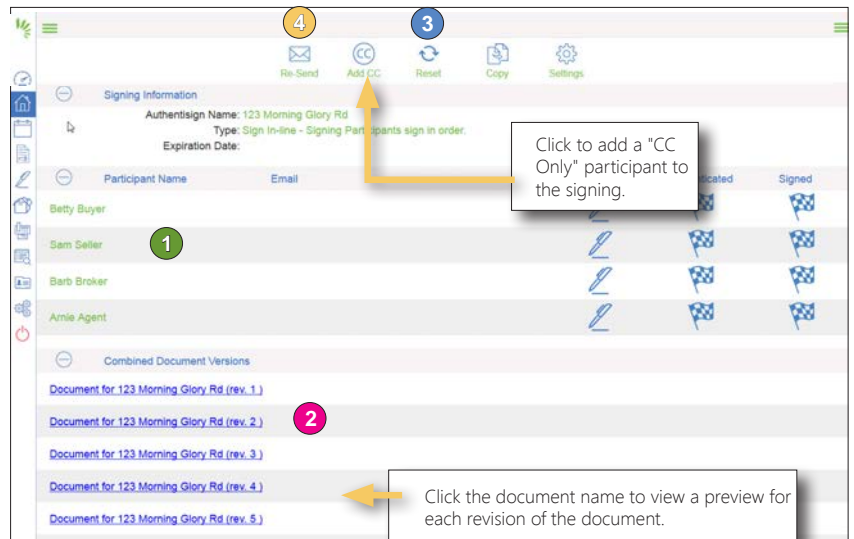 4
3
CC
Re-Send Add CC Reset Copy Settings
Signing Information
Authentisign Name: 123 Morning Glory Rd
Type: Sign In-line - Signing Participants sign in order.
Expiration Date:
Click to add a "CC
Only" participant to
the signing.
Participant Name Email Signed
Betty Buyer
Sam Seller 1
Barb Broker
Arnie Agent
Combined Document Versions
Document for 123 Morning Glory Rd (rev. 1 )
Document for 123 Morning Glory Rd (rev. 2 ) 2
Document for 123 Morning Glory Rd (rev. 3 )
Document for 123 Morning Glory Rd (rev. 4 )
Document for 123 Morning Glory Rd (rev. 5 )
Click the document name to view a preview for
each revision of the document.